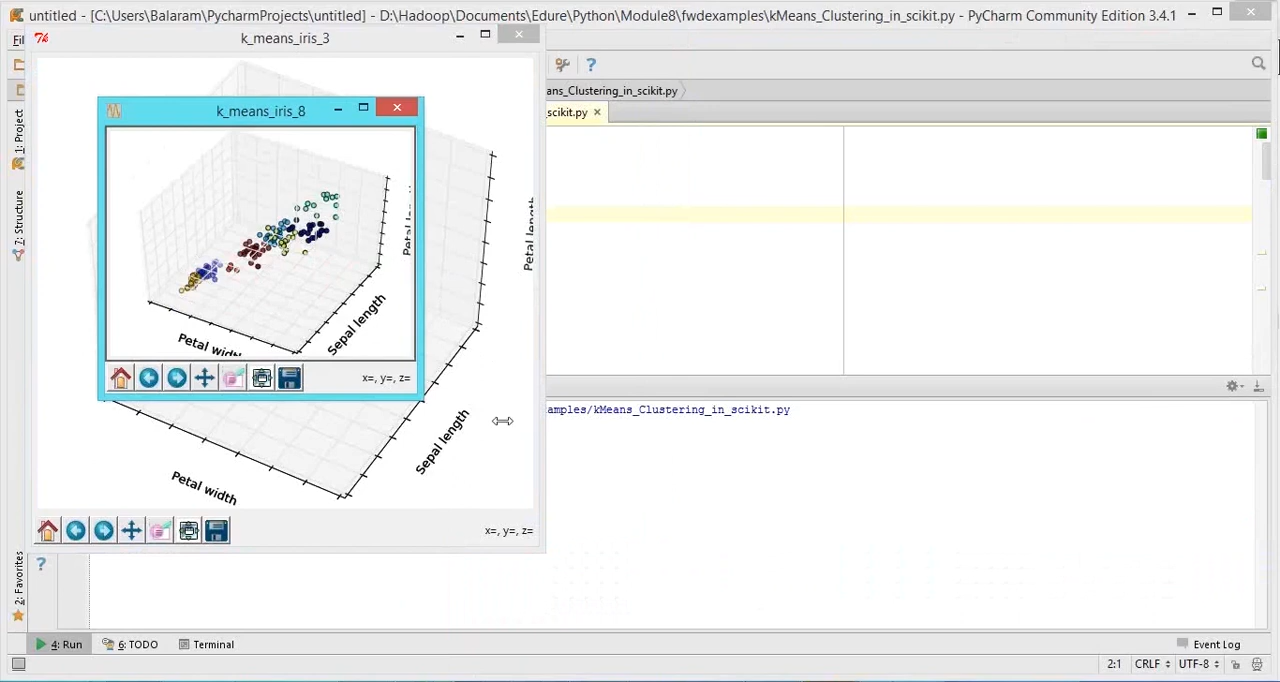 untitled - [C:\Users\Balaram\PycharmProjects\untitled] - D:\Hadoop\Documents\Edure\Python\Module8\fwdexamples\kMeans_Clustering_in_scikit.py - PyCharm Community Edition 3.4.1
k_means_iris_3
ans_Clustering_in_scikit.py
scikit.py
k_means_iris_8
1: Project
7: Structure
Petal length
Petal width
Sepal length
x=, y=, z=
amples/kMeans_Clustering_in_scikit.py
Sepal length
Petal width
x=, y=, z=
2: Favorites
4: Run
6: TODO
Terminal
Event Log
2:1
CRLF
UTF-8